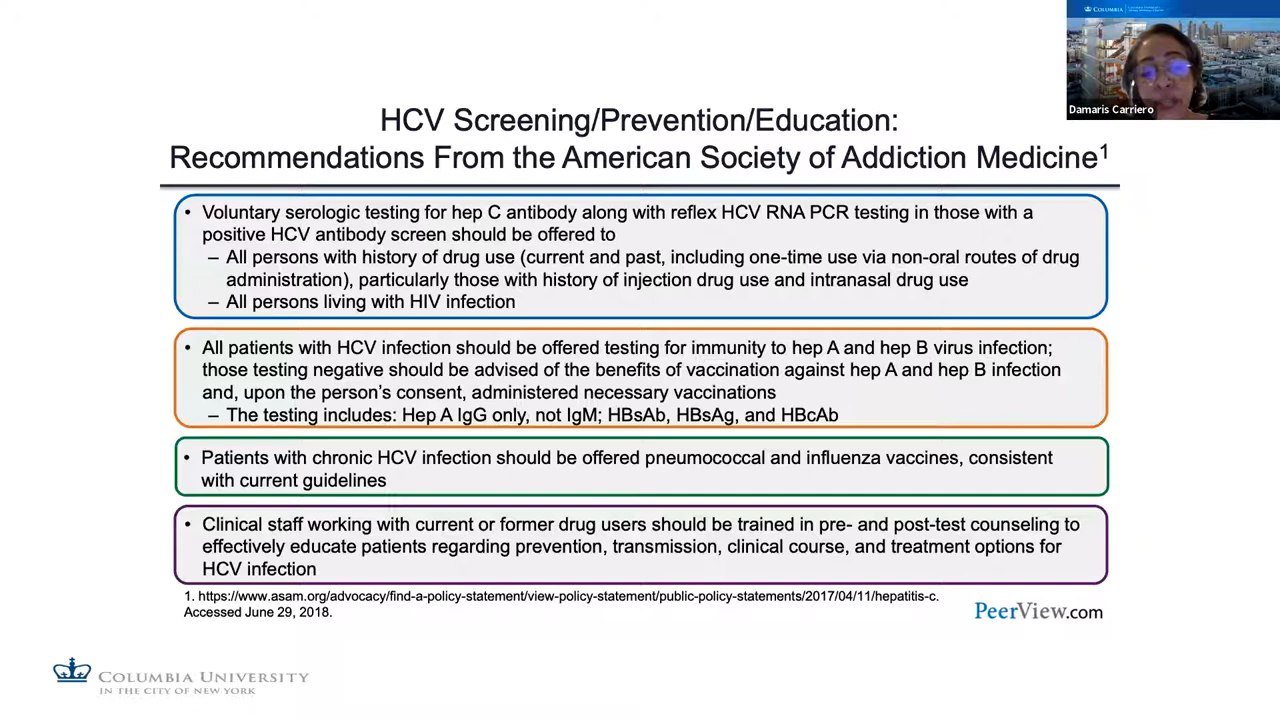 COLUMBIA
Damaris Carriero
HCV Screening/Prevention/Education:
Recommendations From the American Society of Addiction Medicine¹
• Voluntary serologic testing for hep C antibody along with reflex HCV RNA PCR testing in those with a
positive HCV antibody screen should be offered to
– All persons with history of drug use (current and past, including one-time use via non-oral routes of drug
administration), particularly those with history of injection drug use and intranasal drug use
– All persons living with HIV infection
• All patients with HCV infection should be offered testing for immunity to hep A and hep B virus infection;
those testing negative should be advised of the benefits of vaccination against hep A and hep B infection
and, upon the person’s consent, administered necessary vaccinations
– The testing includes: Hep A IgG only, not IgM; HBsAb, HBsAg, and HBcAb
• Patients with chronic HCV infection should be offered pneumococcal and influenza vaccines, consistent
with current guidelines
• Clinical staff working with current or former drug users should be trained in pre- and post-test counseling to
effectively educate patients regarding prevention, transmission, clinical course, and treatment options for
HCV infection
1. https://www.asam.org/advocacy/find-a-policy-statement/view-policy-statement/public-policy-statements/2017/04/11/hepatitis-c.
Accessed June 29, 2018.
PeerView.com
COLUMBIA UNIVERSITY
IN THE CITY OF NEW YORK